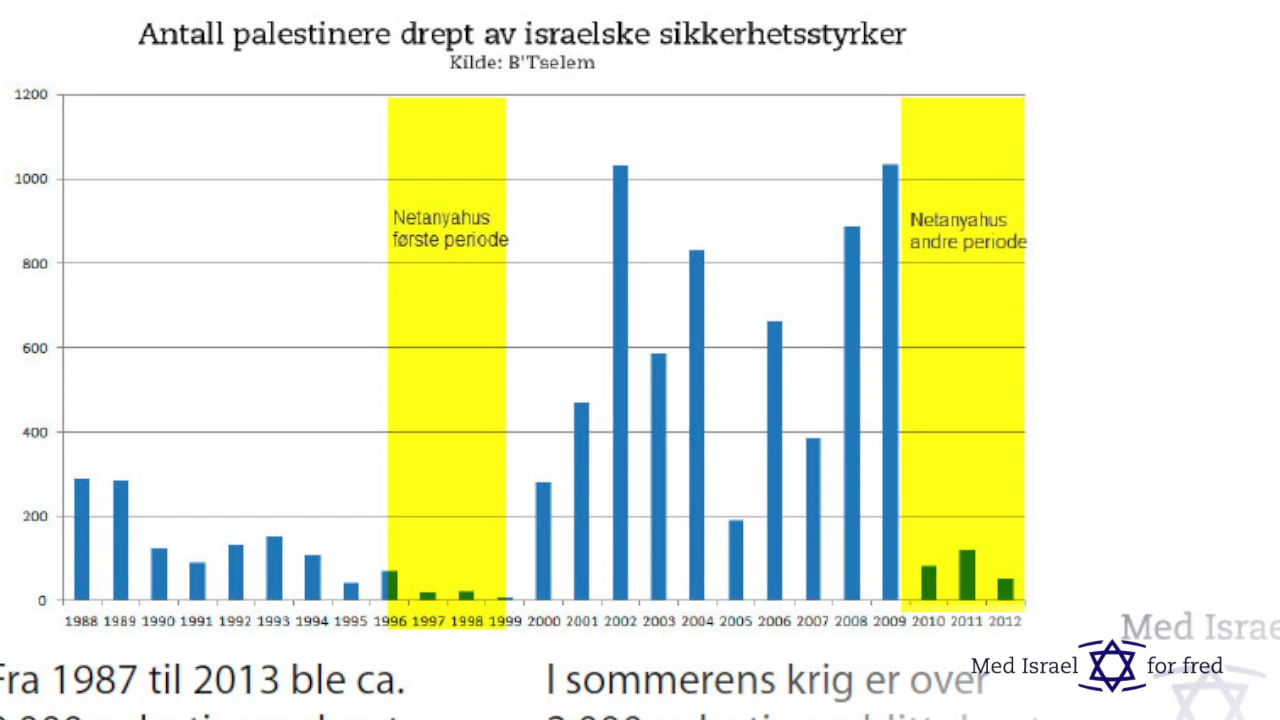 Antall palestinere drept av israelske sikkerhetsstyrker
Kilde: B'Tselem
1200
1000
800
600
400
200
0
Netanyahus
første periode
Netanyahus
andre periode
1988 1989 1990 1991 1992 1993 1994 1995 1996 1997 1998 1999 2000 2001 2002 2003 2004 2005 2006 2007 2008 2009 2010 2011 2012
Fra 1987 til 2013 ble ca.
I sommerens krig er over
Med Israe
Med Israel for fred